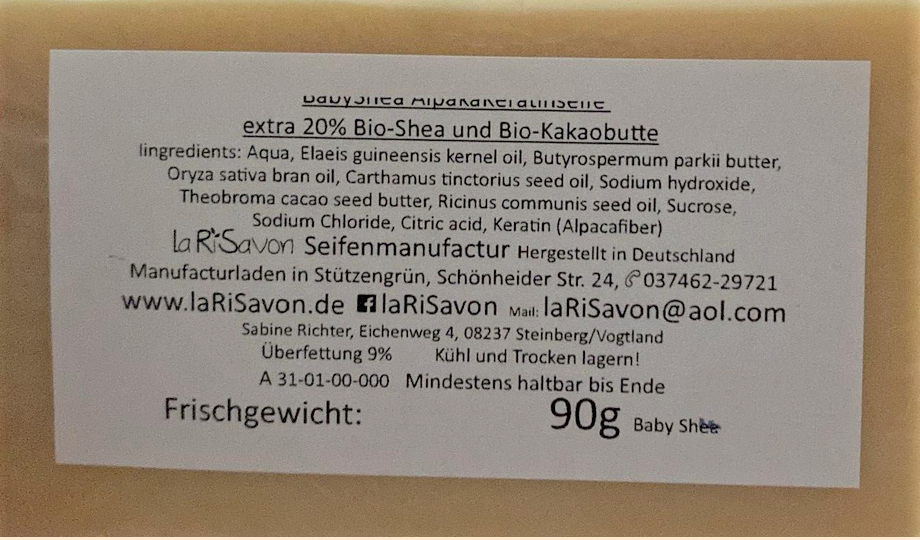 BabyShea Alpakakeratinseife
extra 20% Bio-Shea und Bio-Kakaobutte
Iingredients: Aqua, Elaeis guineensis kernel oil, Butyrospermum parkii butter,
Oryza sativa bran oil, Carthamus tinctorius seed oil, Sodium hydroxide,
Theobroma cacao seed butter, Ricinus communis seed oil, Sucrose,
Sodium Chloride, Citric acid, Keratin (Alpacafiber)
laRiSavon Seifenmanufactur Hergestellt in Deutschland
Manufacturladen in Stützengrün, Schönheider Str. 24, ✆037462-29721
www.laRiSavon.de f laRiSavon Mail: laRiSavon@aol.com
Sabine Richter, Eichenweg 4, 08237 Steinberg/Vogtland
Überfettung 9% Kühl und Trocken lagern!
A 31-01-00-000 Mindestens haltbar bis Ende
Frischgewicht: 90g Baby Shea